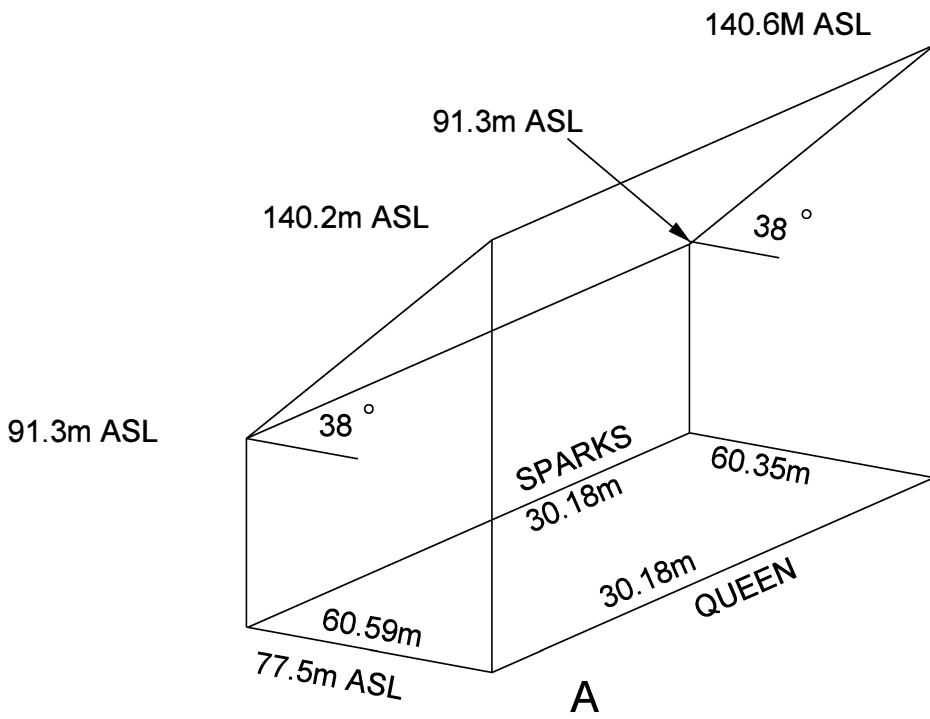 140.6M ASL
91.3m ASL
140.2m ASL
38 °
38 °
91.3m ASL
SPARKS
30.18m
60.35m
30.18m
QUEEN
60.59m
77.5m ASL
A